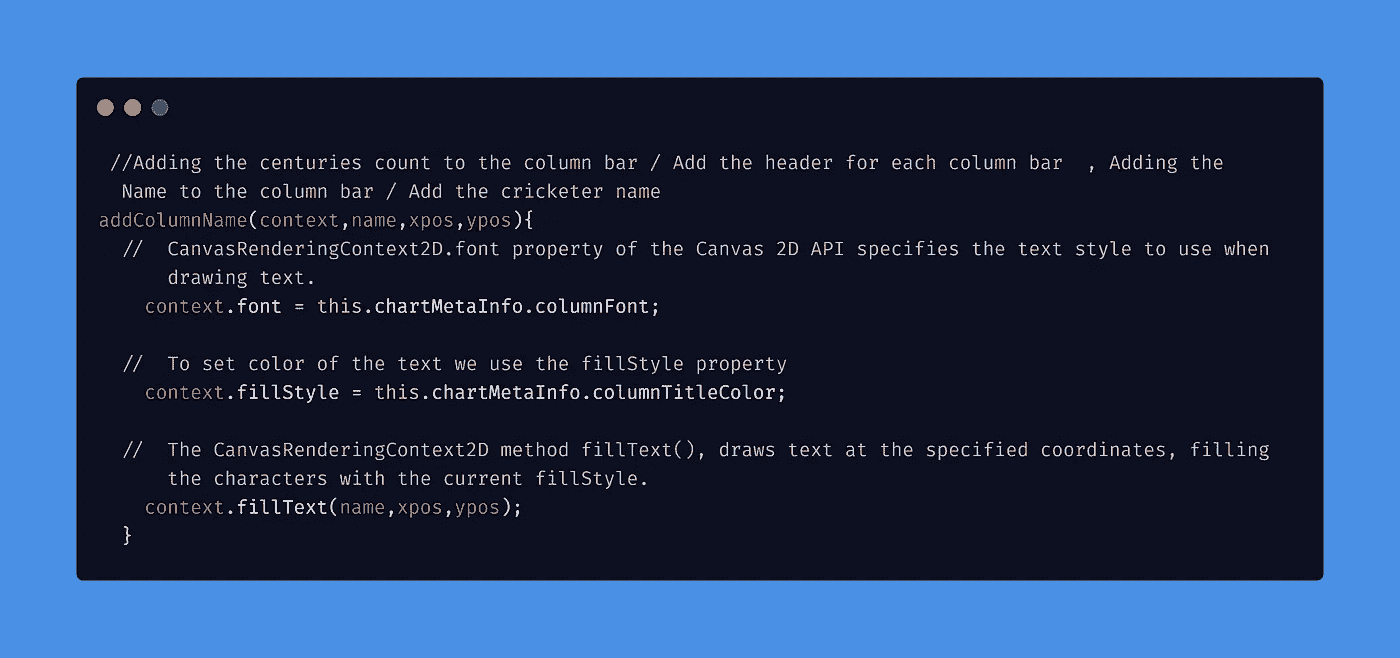 //Adding the centuries count to the column bar / Add the header for each column bar  , Adding the
Name to the column bar / Add the cricketer name
addColumnName(context,name,xpos,ypos){
//  CanvasRenderingContext2D.font property of the Canvas 2D API specifies the text style to use when
drawing text.
context.font = this.chartMetaInfo.columnFont;
//  To set color of the text we use the fillStyle property
context.fillStyle = this.chartMetaInfo.columnTitleColor;
//  The CanvasRenderingContext2D method fillText(), draws text at the specified coordinates, filling
the characters with the current fillStyle.
context.fillText(name,xpos,ypos);
}